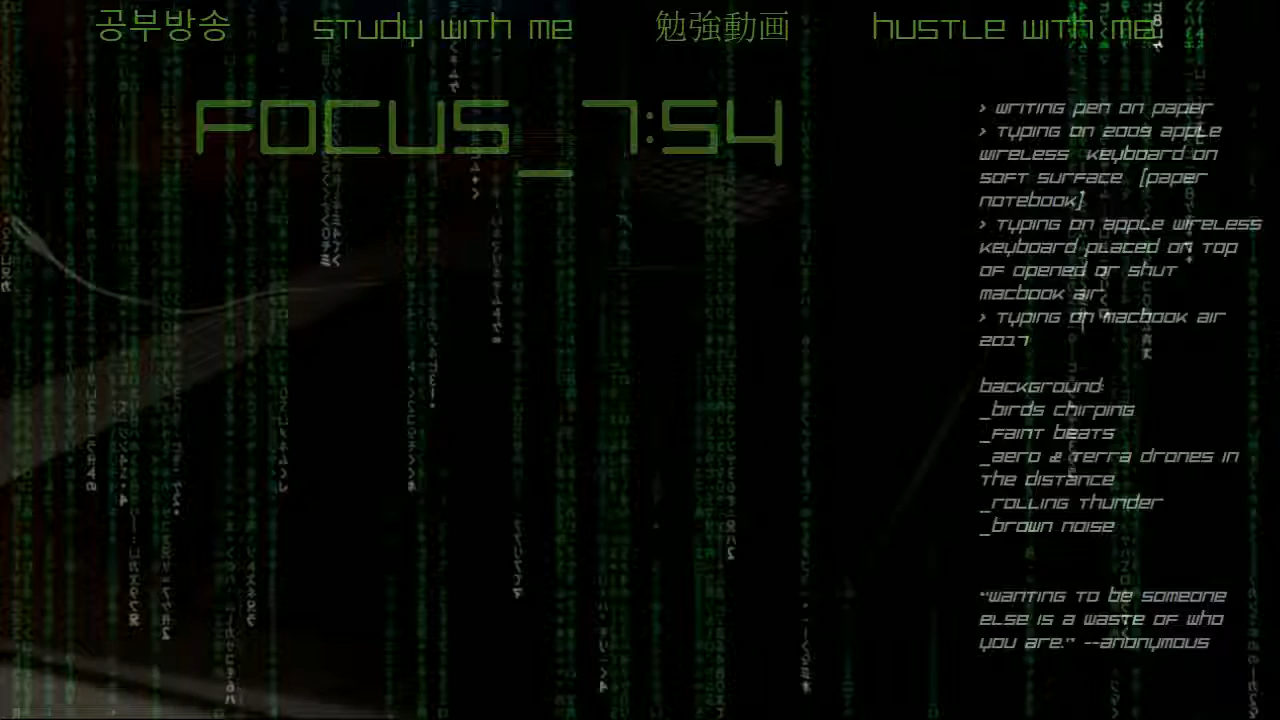 공부방송 study with me 勉強動画 hustle with me
FOCUS_ 7:54
> writing pen on paper
> typing on 2009 apple
wireless keyboard on
soft surface [paper
notebook]
> typing on apple wireless
keyboard placed on top
of opened or shut
macbook air
> typing on macbook air
2017
background:
_birds chirping
_faint beats
_aero & terra drones in
the distance
_rolling thunder
_brown noise
"wanting to be someone
else is a waste of who
you are." --anonymous